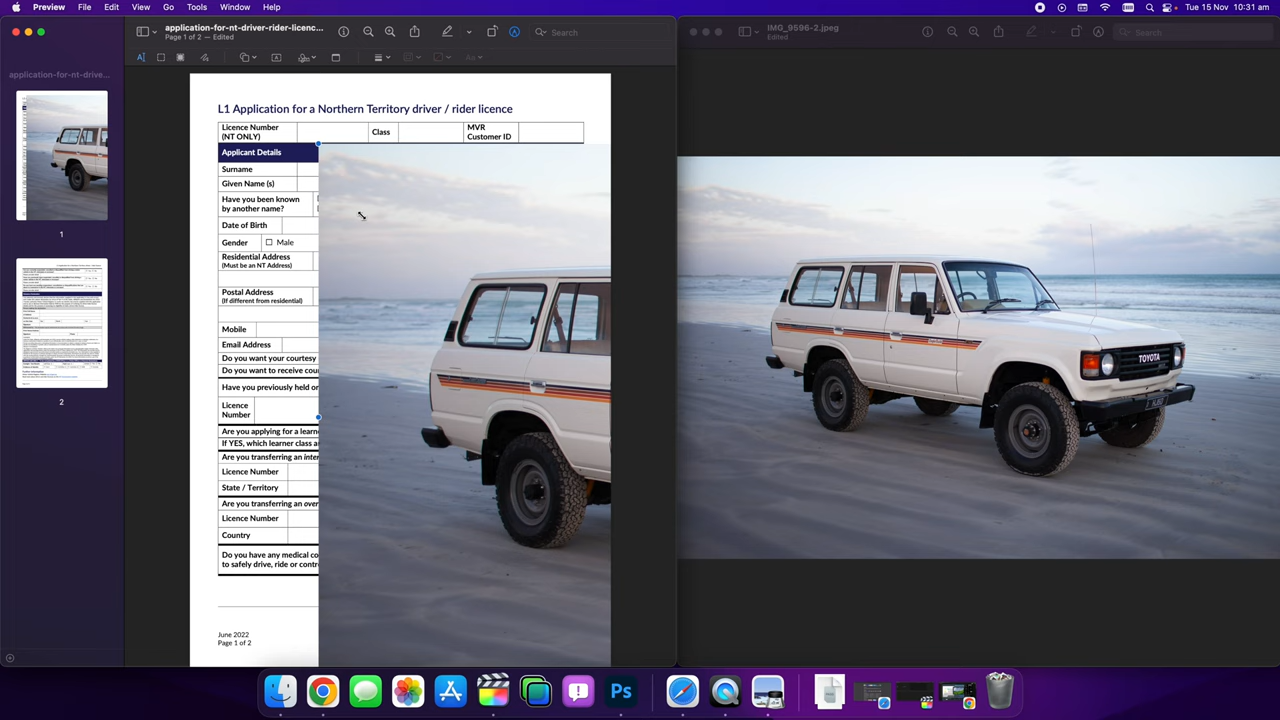 Preview File Edit View Go Tools Window Help
Tue 15 Nov 10:31 am
application-for-nt-drive...
1
2
application-for-nt-driver-rider-licenc...
Page 1 of 2 — Edited
Search
L1 Application for a Northern Territory driver / rider licence
Licence Number
(NT ONLY)
Class
MVR
Customer ID
Applicant Details
Surname
Given Name (s)
Have you been known
by another name?
Date of Birth
Gender ☐ Male
Residential Address
(Must be an NT Address)
Postal Address
(If different from residential)
Mobile
Email Address
Do you want your courtesy
Do you want to receive cou
Have you previously held or
Licence
Number
Are you applying for a learn
If YES, which learner class a
Are you transferring an inter
Licence Number
State / Territory
Are you transferring an over
Licence Number
Country
Do you have any medical co
to safely drive, ride or contr
June 2022
Page 1 of 2
IMG_9596-2.jpeg
Edited
Search
TOYOTA
Ps